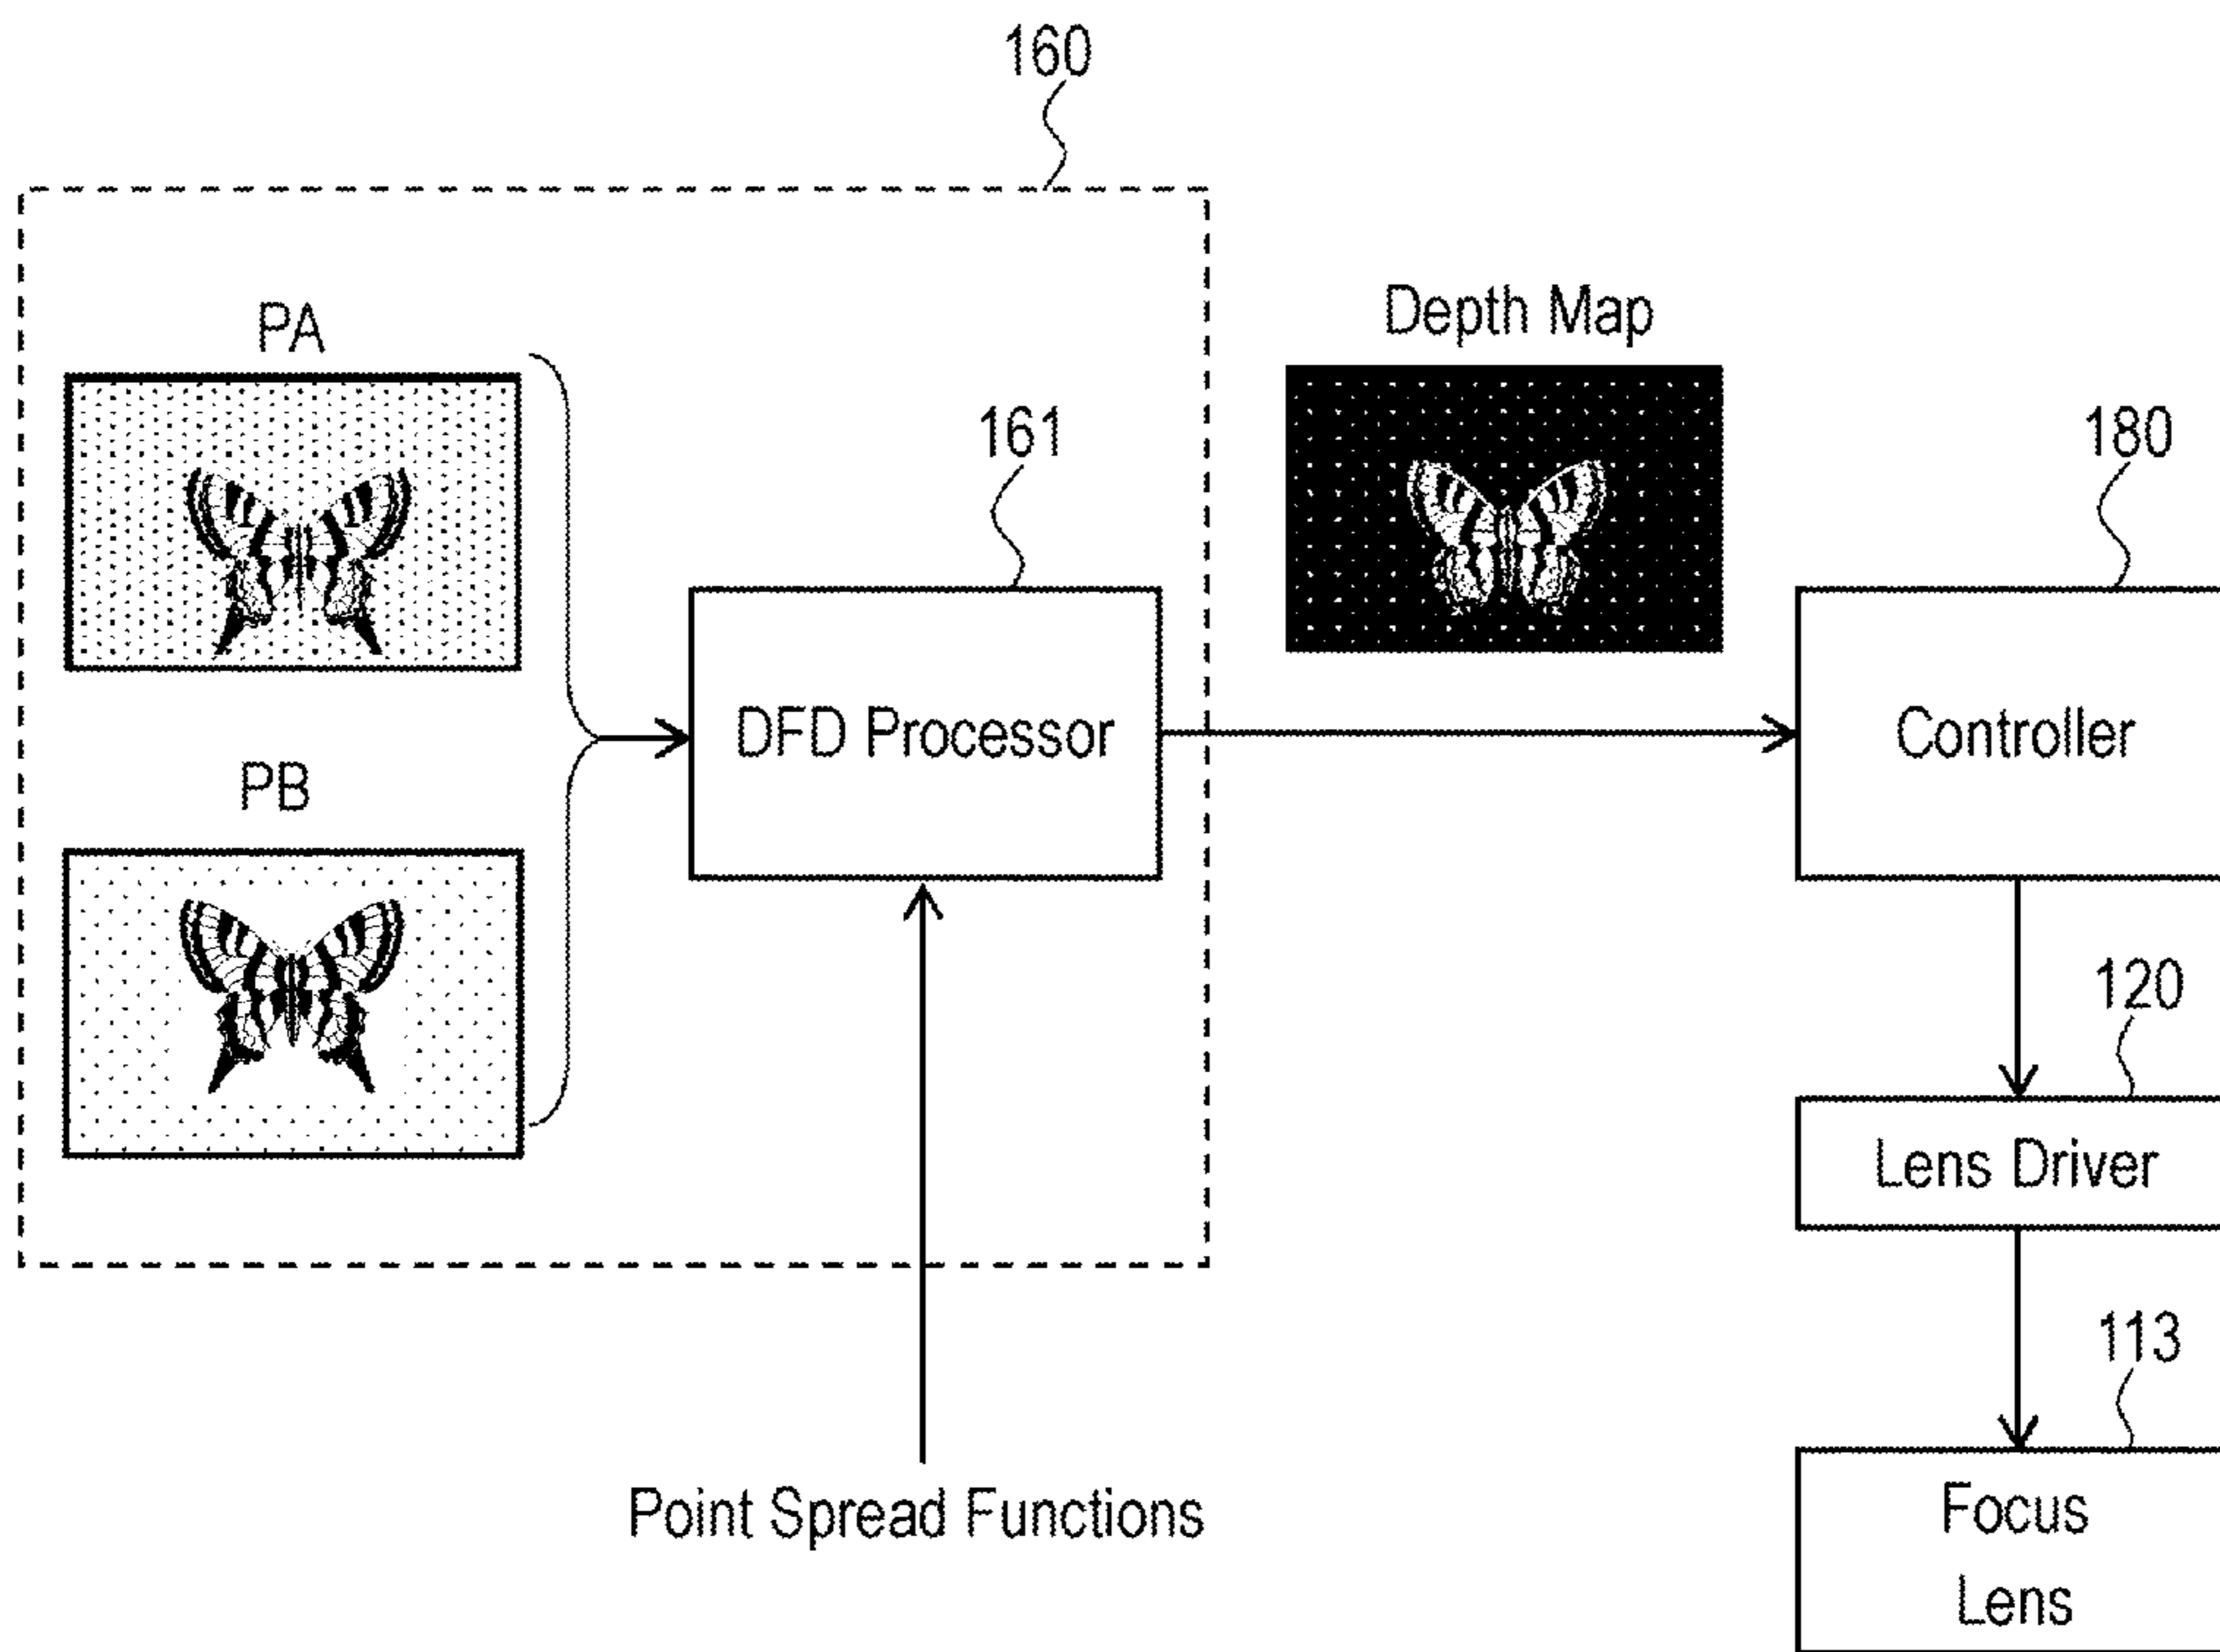 160
PA
Depth Map
161
180
DFD Processor
Controller
PB
120
Lens Driver
113
Point Spread Functions
Focus
Lens